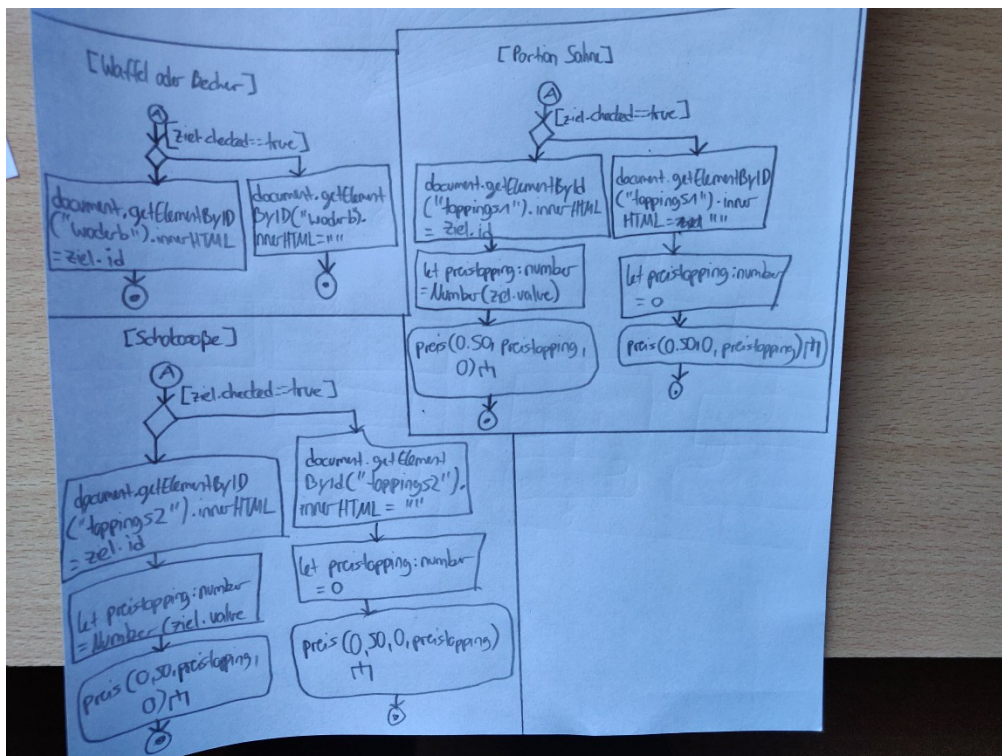 [Waffel oder Becher]
A
[ziel.checked==true]
document.getElementByID
("woderb").innerHTML
=ziel.id
document.getElement
ByID("woderb").
innerHTML=""
[Portion Sahne]
A
[ziel.checked==true]
document.getElementById
("toppings1").innerHTML
= ziel.id
let preistopping:number
=Number(ziel.value)
preis(0.50, preistopping,
0)
document.getElementByID
("toppings1").inner
HTML= ""
let preistopping:number
= 0
preis(0.50,0, preistopping)
[Schokosoße]
A
[ziel.checked==true]
document.getElementByID
("toppings2").innerHTML
= ziel.id
let preistopping:number
=Number(ziel.value
preis(0,50,preistopping,
0)
document.getElement
ById("toppings2").
innerHTML = ""
let preistopping:number
= 0
preis(0,50,0,preistopping)